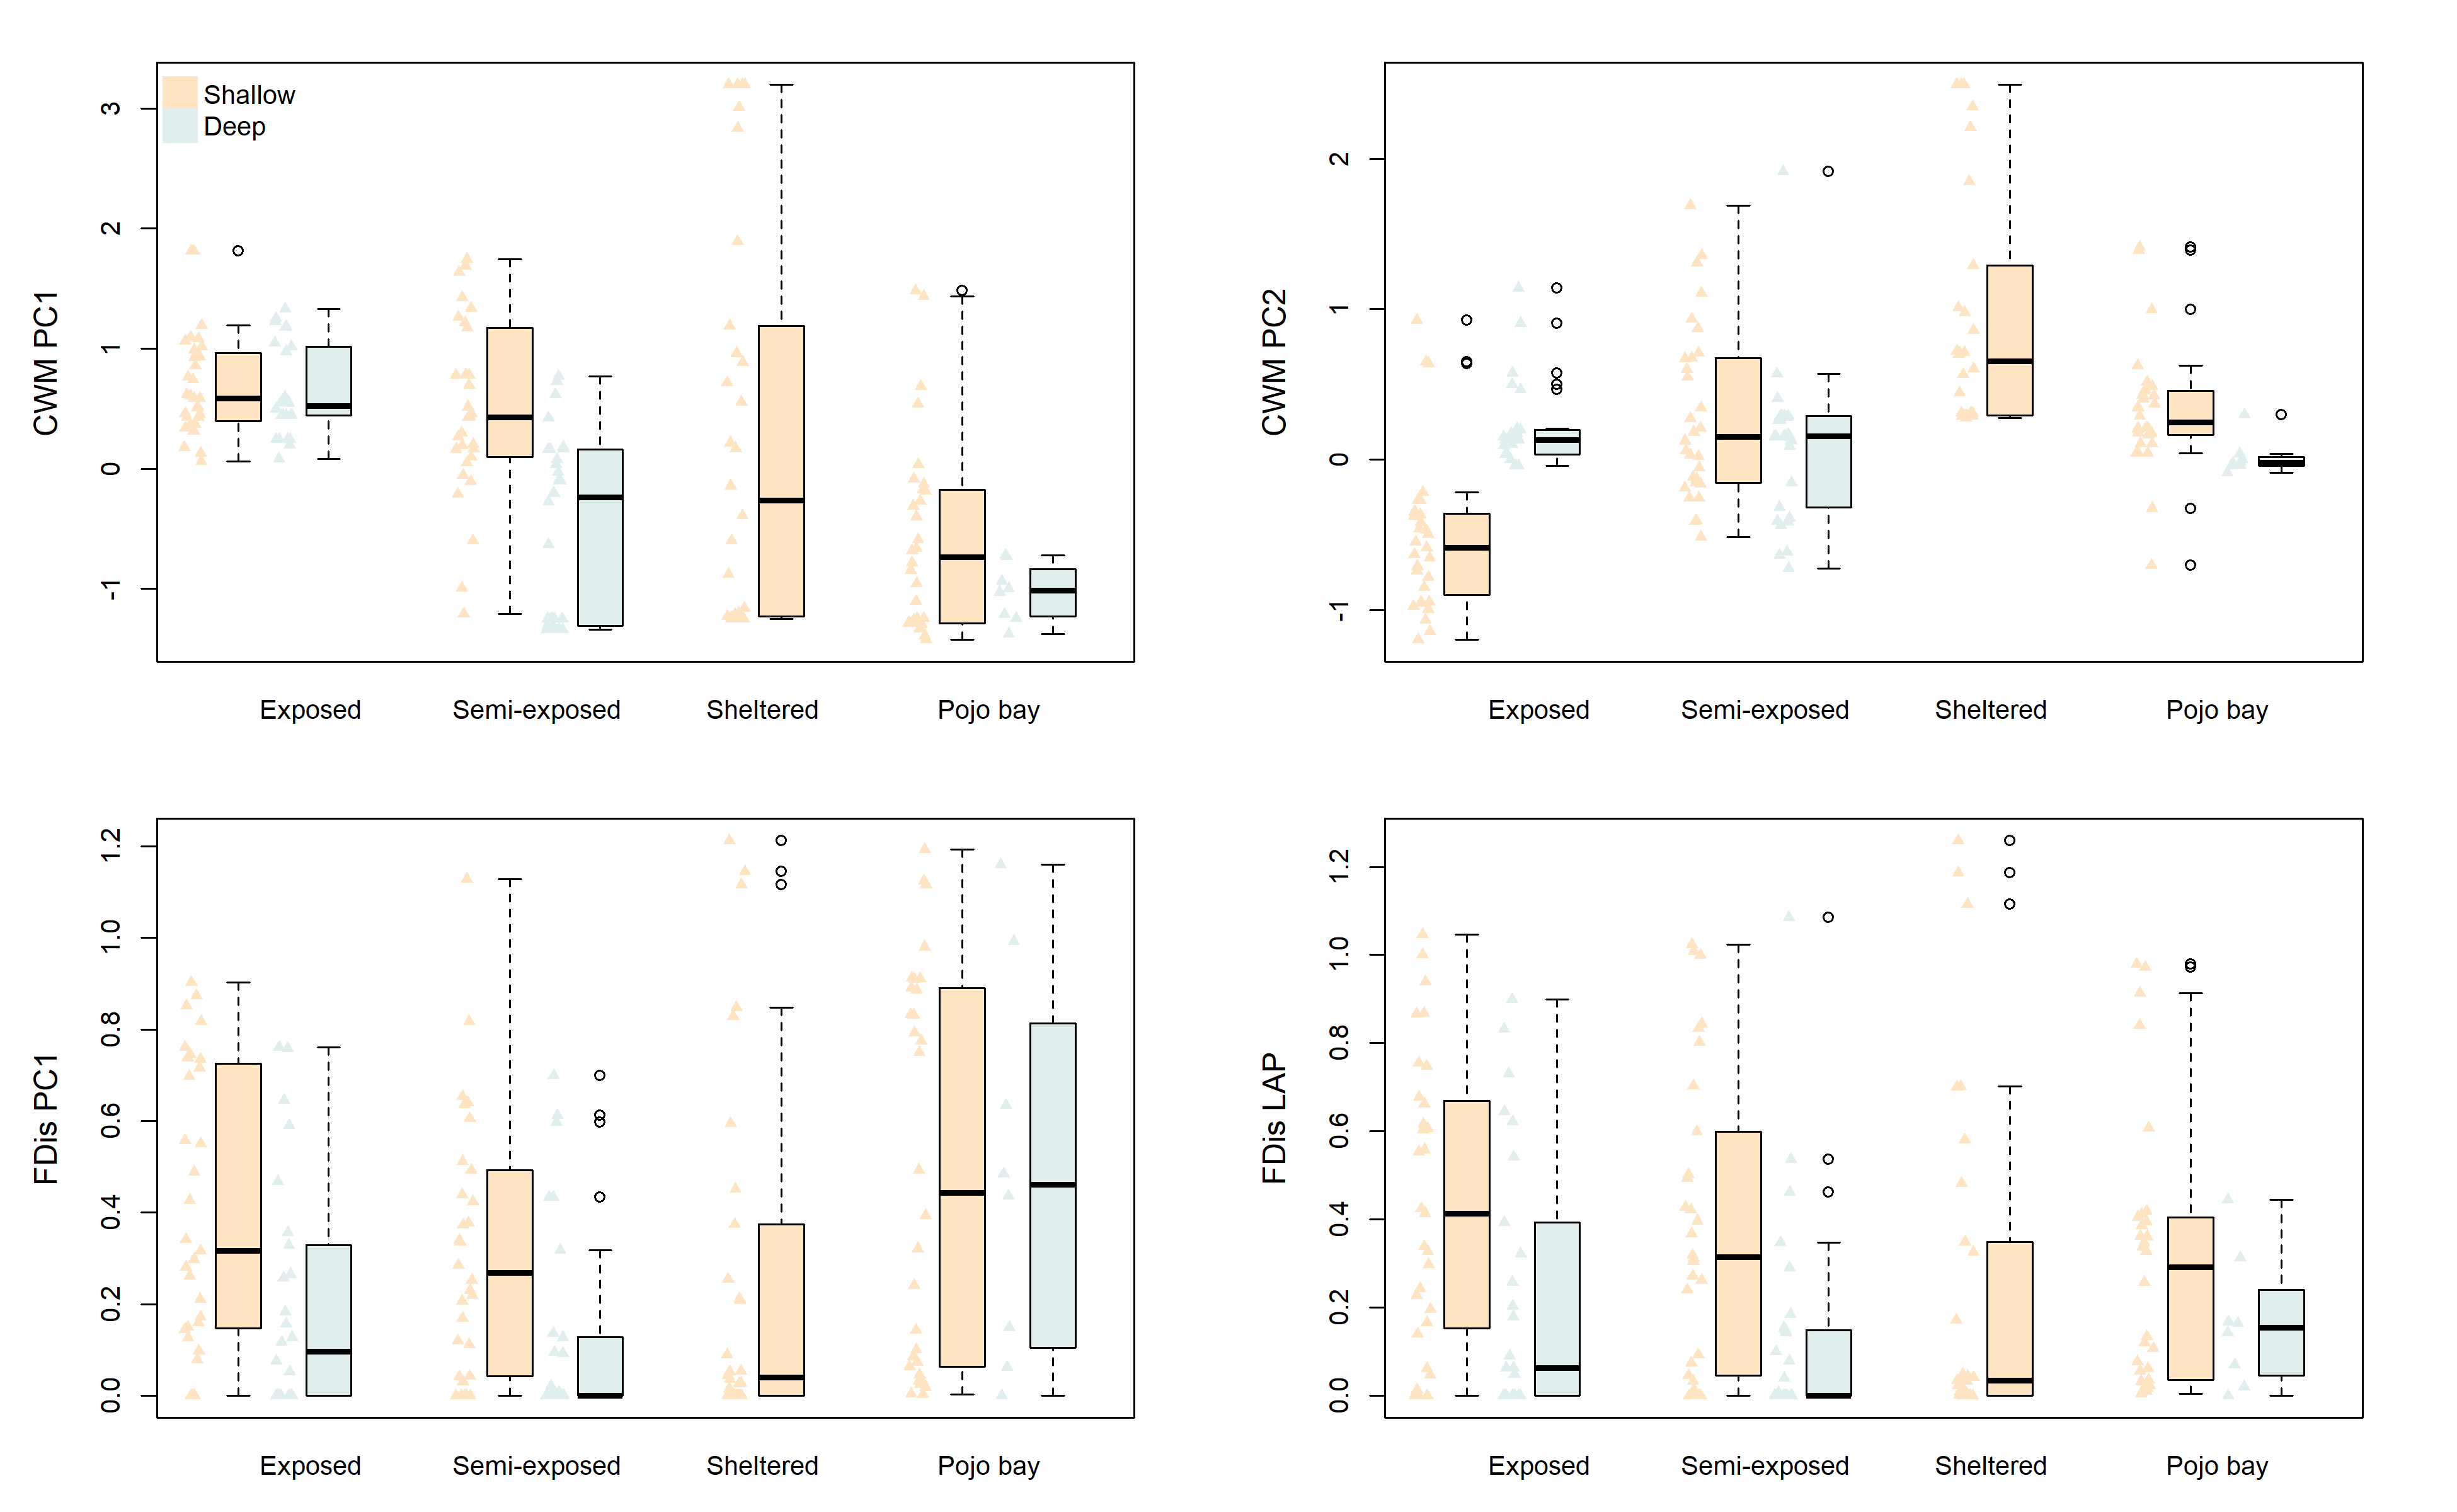 CWM PC1
3
2
1
0
-1
Shallow
Deep
Exposed Semi-exposed Sheltered Pojo bay
CWM PC2
2
1
0
-1
Exposed Semi-exposed Sheltered Pojo bay
FDis PC1
1.2
1.0
0.8
0.6
0.4
0.2
0.0
Exposed Semi-exposed Sheltered Pojo bay
FDis LAP
1.2
1.0
0.8
0.6
0.4
0.2
0.0
Exposed Semi-exposed Sheltered Pojo bay